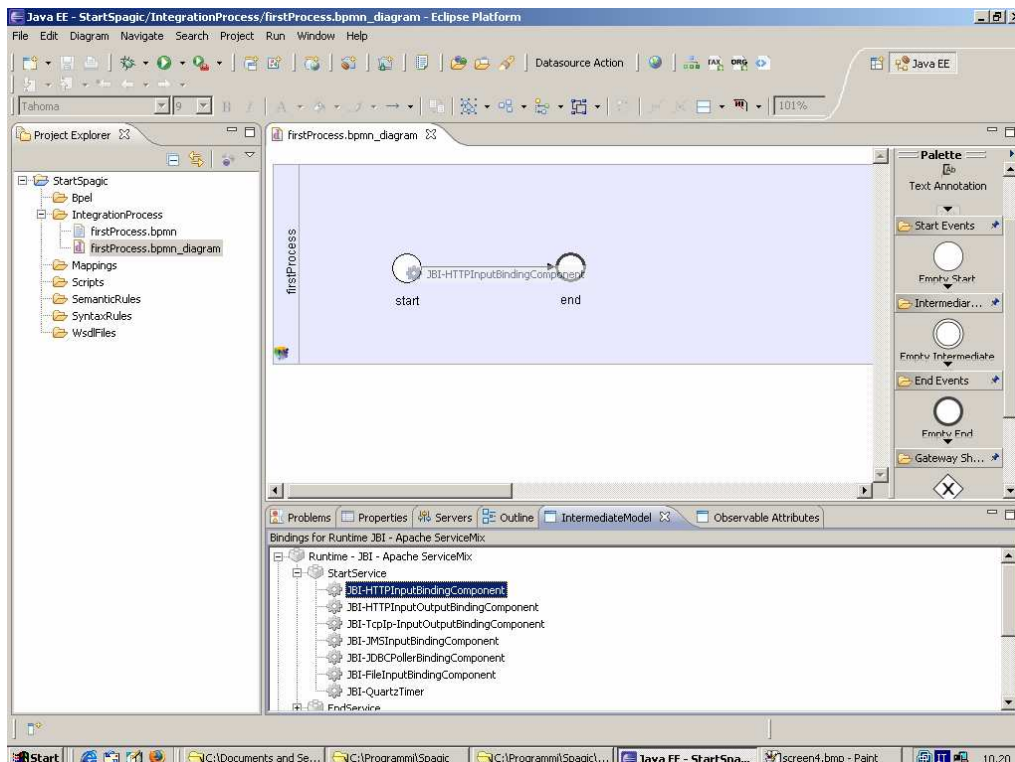 Java EE - StartSpagic/IntegrationProcess/firstProcess.bpmn_diagram - Eclipse Platform
File Edit Diagram Navigate Search Project Run Window Help
Datasource Action
Java EE
Tahoma 9 B I A 101%
Project Explorer
firstProcess.bpmn_diagram
StartSpagic
Bpel
IntegrationProcess
firstProcess.bpmn
firstProcess.bpmn_diagram
Mappings
Scripts
SemanticRules
SyntaxRules
WsdlFiles
firstProcess
JBI-HTTPInputBindingComponent
start
end
Palette
Text Annotation
Start Events
Empty Start
Intermediar...
Empty Intermediate
End Events
Empty End
Gateway Sh...
Problems Properties Servers Outline IntermediateModel Observable Attributes
Bindings for Runtime JBI - Apache ServiceMix
Runtime - JBI - Apache ServiceMix
StartService
JBI-HTTPInputBindingComponent
JBI-HTTPInputOutputBindingComponent
JBI-TcpIp-InputOutputBindingComponent
JBI-JMSInputBindingComponent
JBI-JDBCPollerBindingComponent
JBI-FileInputBindingComponent
JBI-QuartzTimer
EndService
Start C:\Documents and Se... C:\Programmi\Spagic C:\Programmi\Spagic\... Java EE - StartSpa... screen4.bmp - Paint IT 10.20